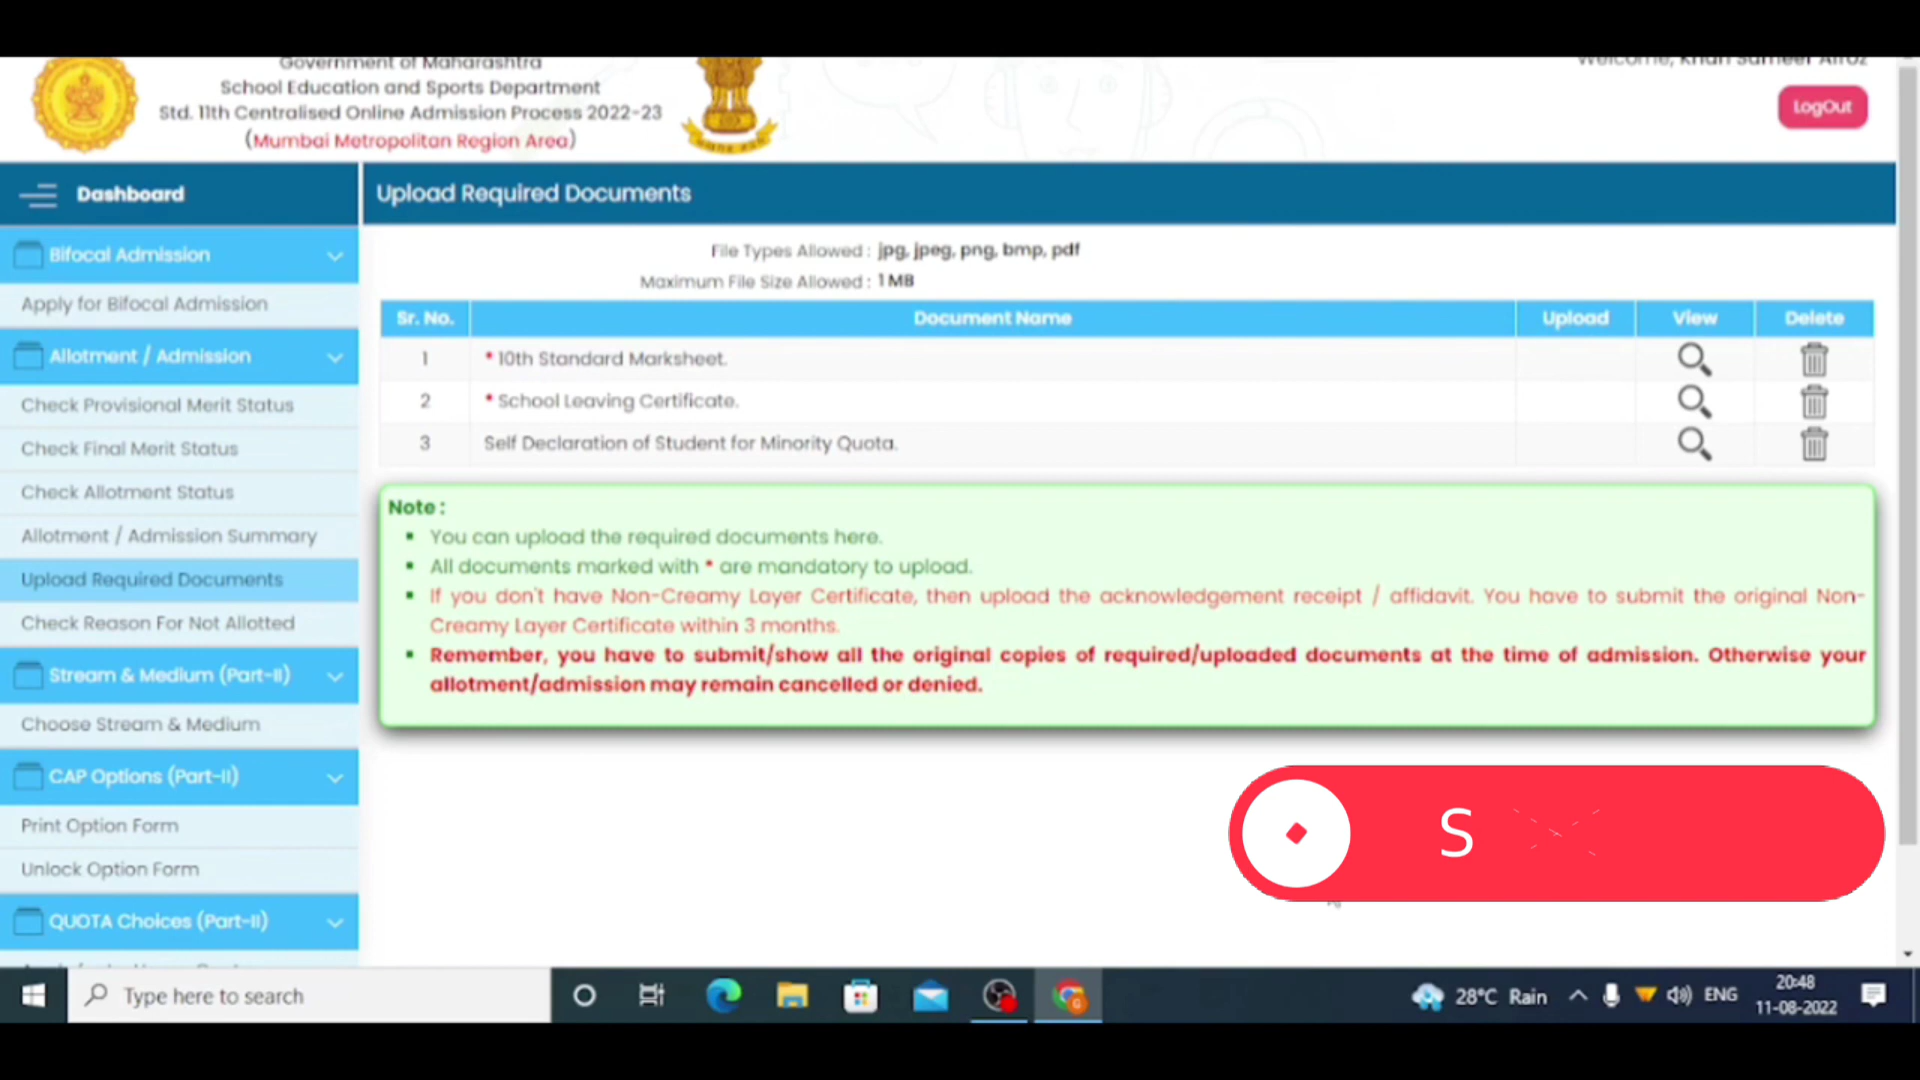 Government of Maharashtra
School Education and Sports Department
Std. 11th Centralised Online Admission Process 2022-23
(Mumbai Metropolitan Region Area)
Welcome, Khan Sameer Afroz
LogOut
Dashboard
Bifocal Admission
Apply for Bifocal Admission
Allotment / Admission
Check Provisional Merit Status
Check Final Merit Status
Check Allotment Status
Allotment / Admission Summary
Upload Required Documents
Check Reason For Not Allotted
Stream & Medium (Part-II)
Choose Stream & Medium
CAP Options (Part-II)
Print Option Form
Unlock Option Form
QUOTA Choices (Part-II)
Upload Required Documents
File Types Allowed : jpg, jpeg, png, bmp, pdf
Maximum File Size Allowed : 1 MB
Sr. No. Document Name Upload View Delete
1 * 10th Standard Marksheet.
2 * School Leaving Certificate.
3 Self Declaration of Student for Minority Quota.
Note :
You can upload the required documents here.
All documents marked with * are mandatory to upload.
If you don't have Non-Creamy Layer Certificate, then upload the acknowledgement receipt / affidavit. You have to submit the original Non-
Creamy Layer Certificate within 3 months.
Remember, you have to submit/show all the original copies of required/uploaded documents at the time of admission. Otherwise your
allotment/admission may remain cancelled or denied.
S
Type here to search
28°C Rain
ENG
20:48
11-08-2022